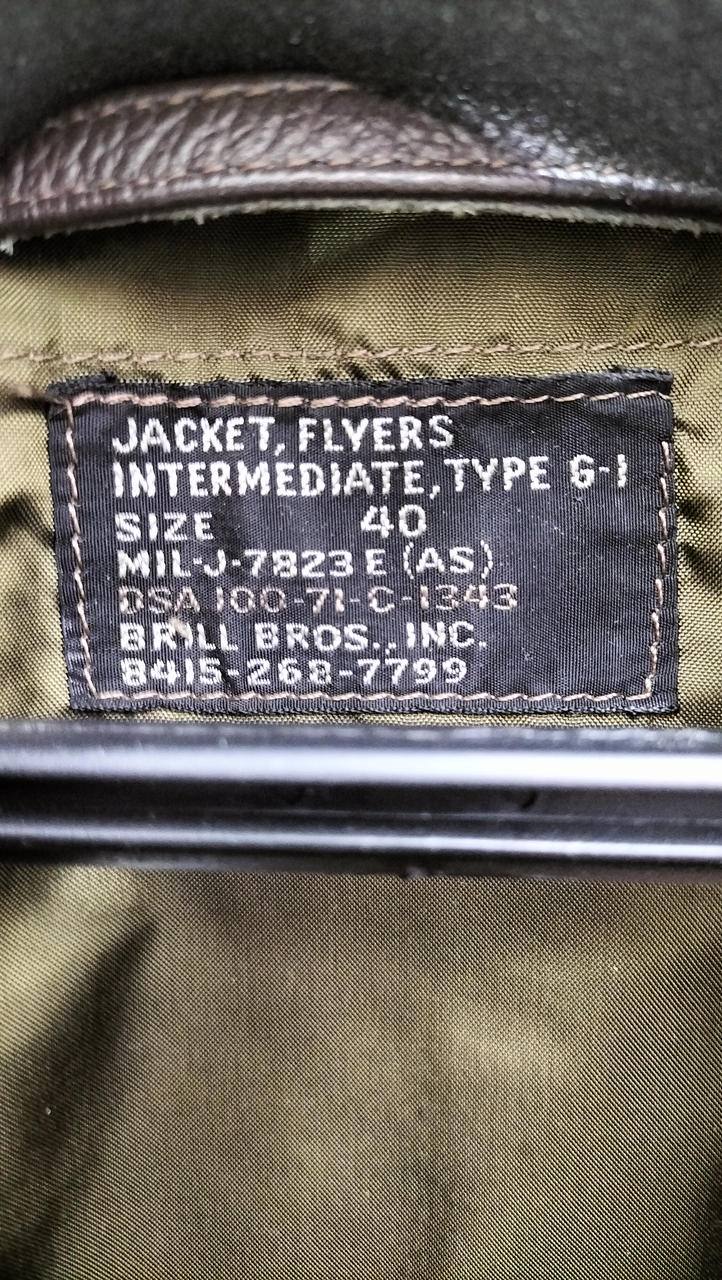 JACKET, FLYERS
INTERMEDIATE, TYPE G-1
SIZE 40
MIL-J-7823 E (AS)
DSA 100-71-C-1343
BRILL BROS., INC.
8415-268-7799